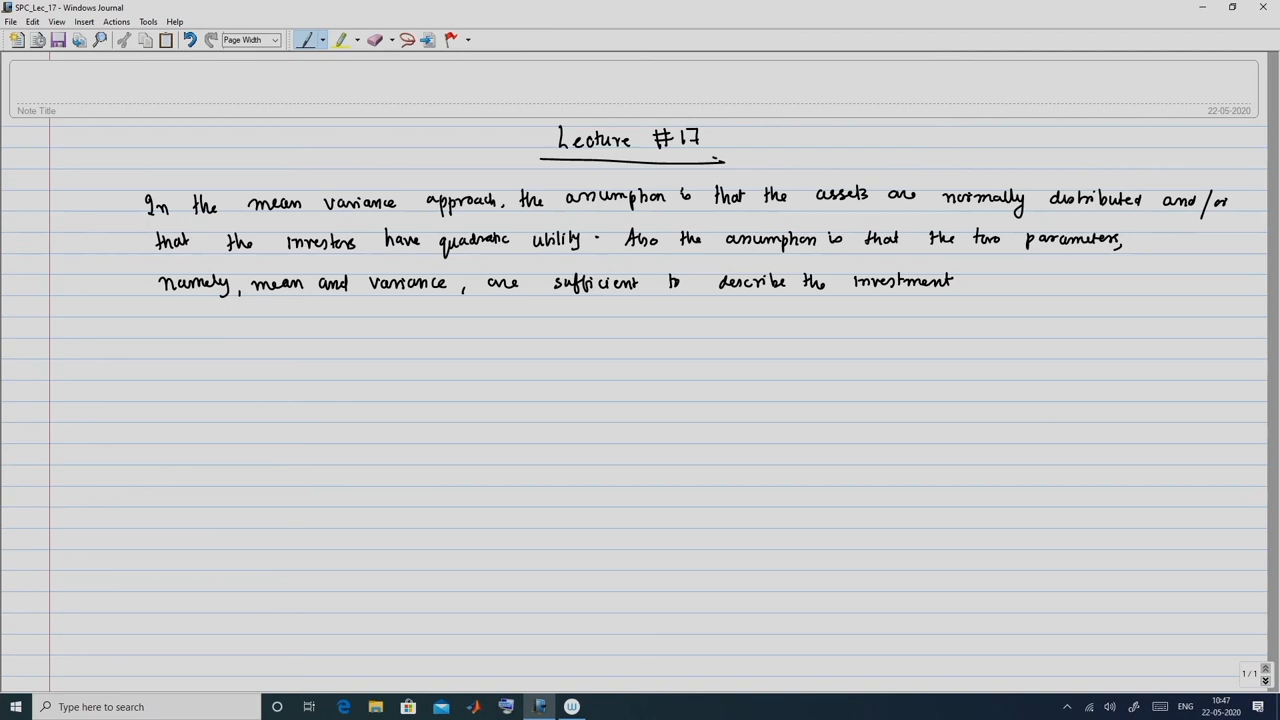 SPC_Lec_17 - Windows Journal
File Edit View Insert Actions Tools Help
Page Width
Note Title
22-05-2020
Lecture #17
In the mean variance approach, the assumption is that the assets are normally distributed and/or
that the investors have quadratic utility. Also the assumption is that the two parameters,
namely, mean and variance, are sufficient to describe the investment
1/1
Type here to search
ENG
10:47
22-05-2020